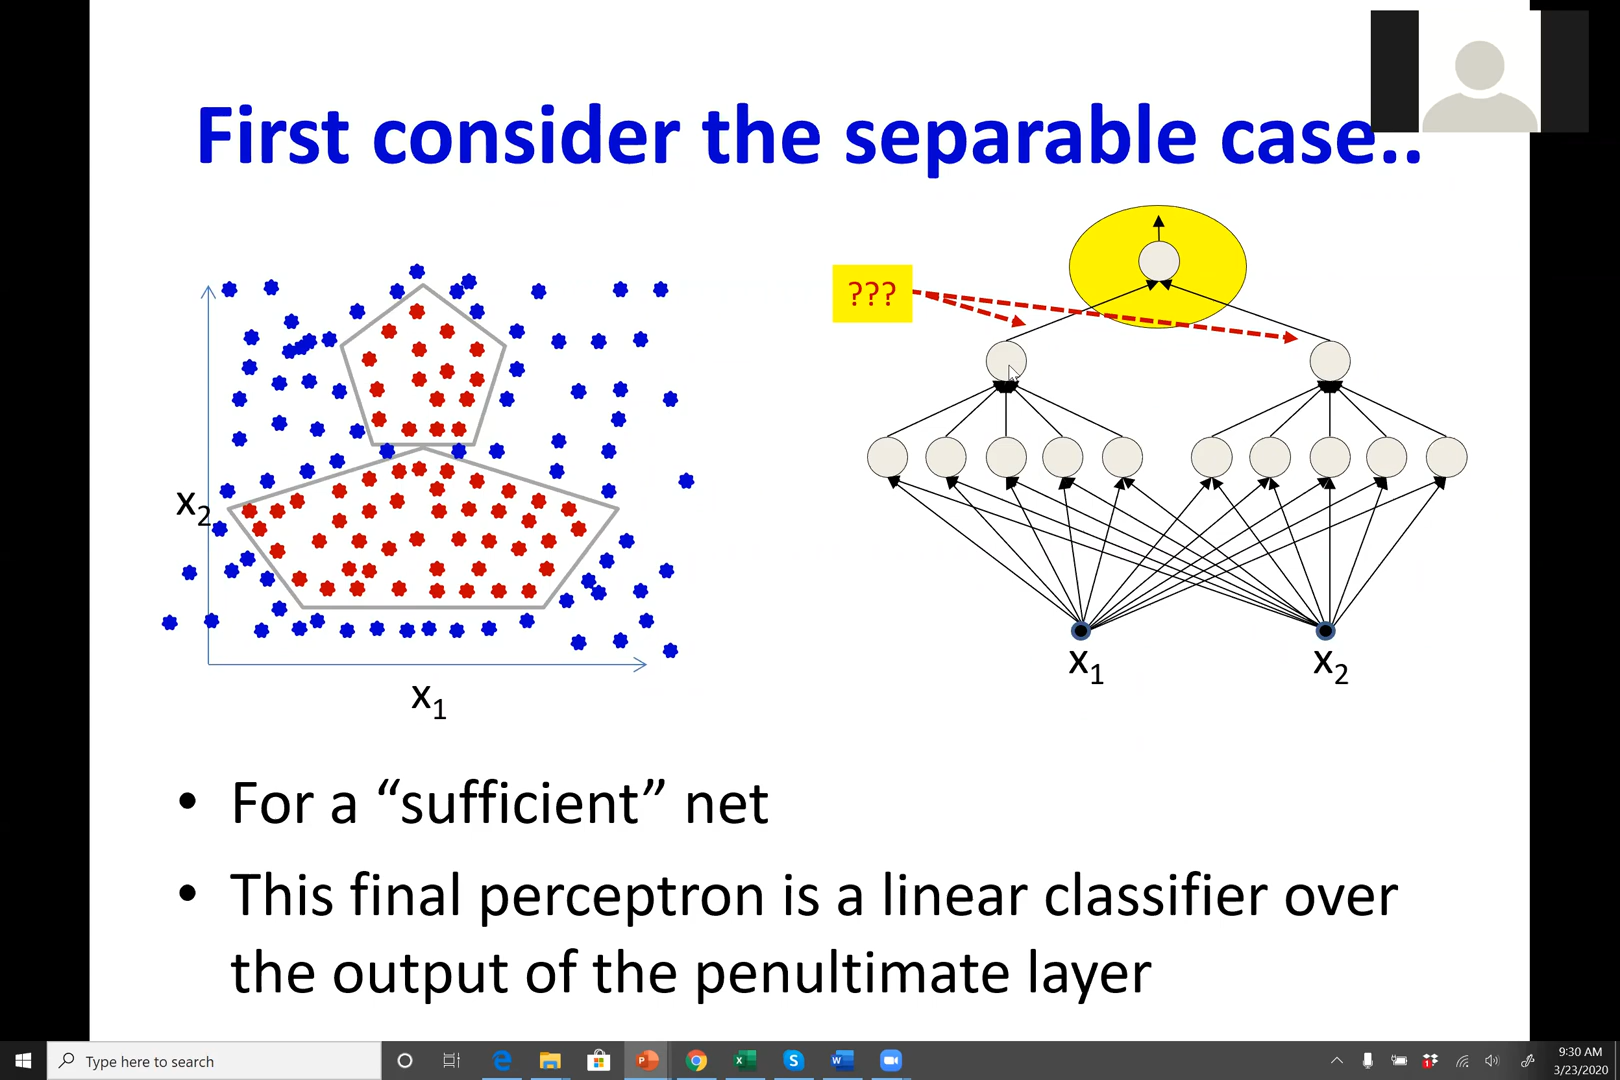 First consider the separable case..
???
x2
x1
x1
x2
• For a “sufficient” net
• This final perceptron is a linear classifier over
the output of the penultimate layer
Type here to search
9:30 AM
3/23/2020